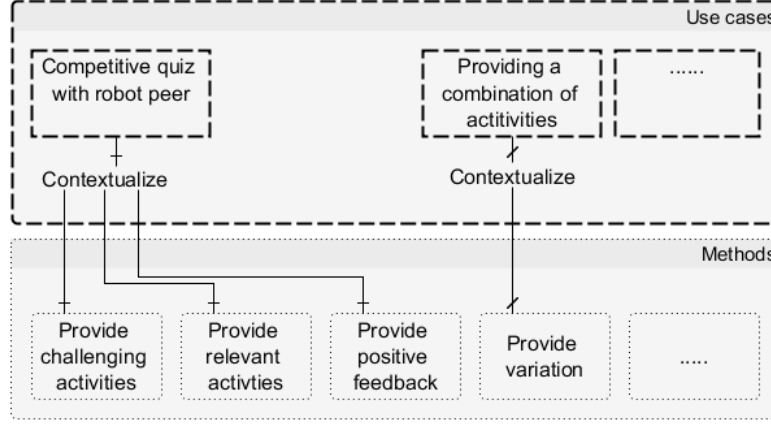 Use cases
Competitive quiz
with robot peer
Providing a
combination of
actitivities
......
Contextualize
Contextualize
Methods
Provide
challenging
activities
Provide
relevant
activties
Provide
positive
feedback
Provide
variation
.....